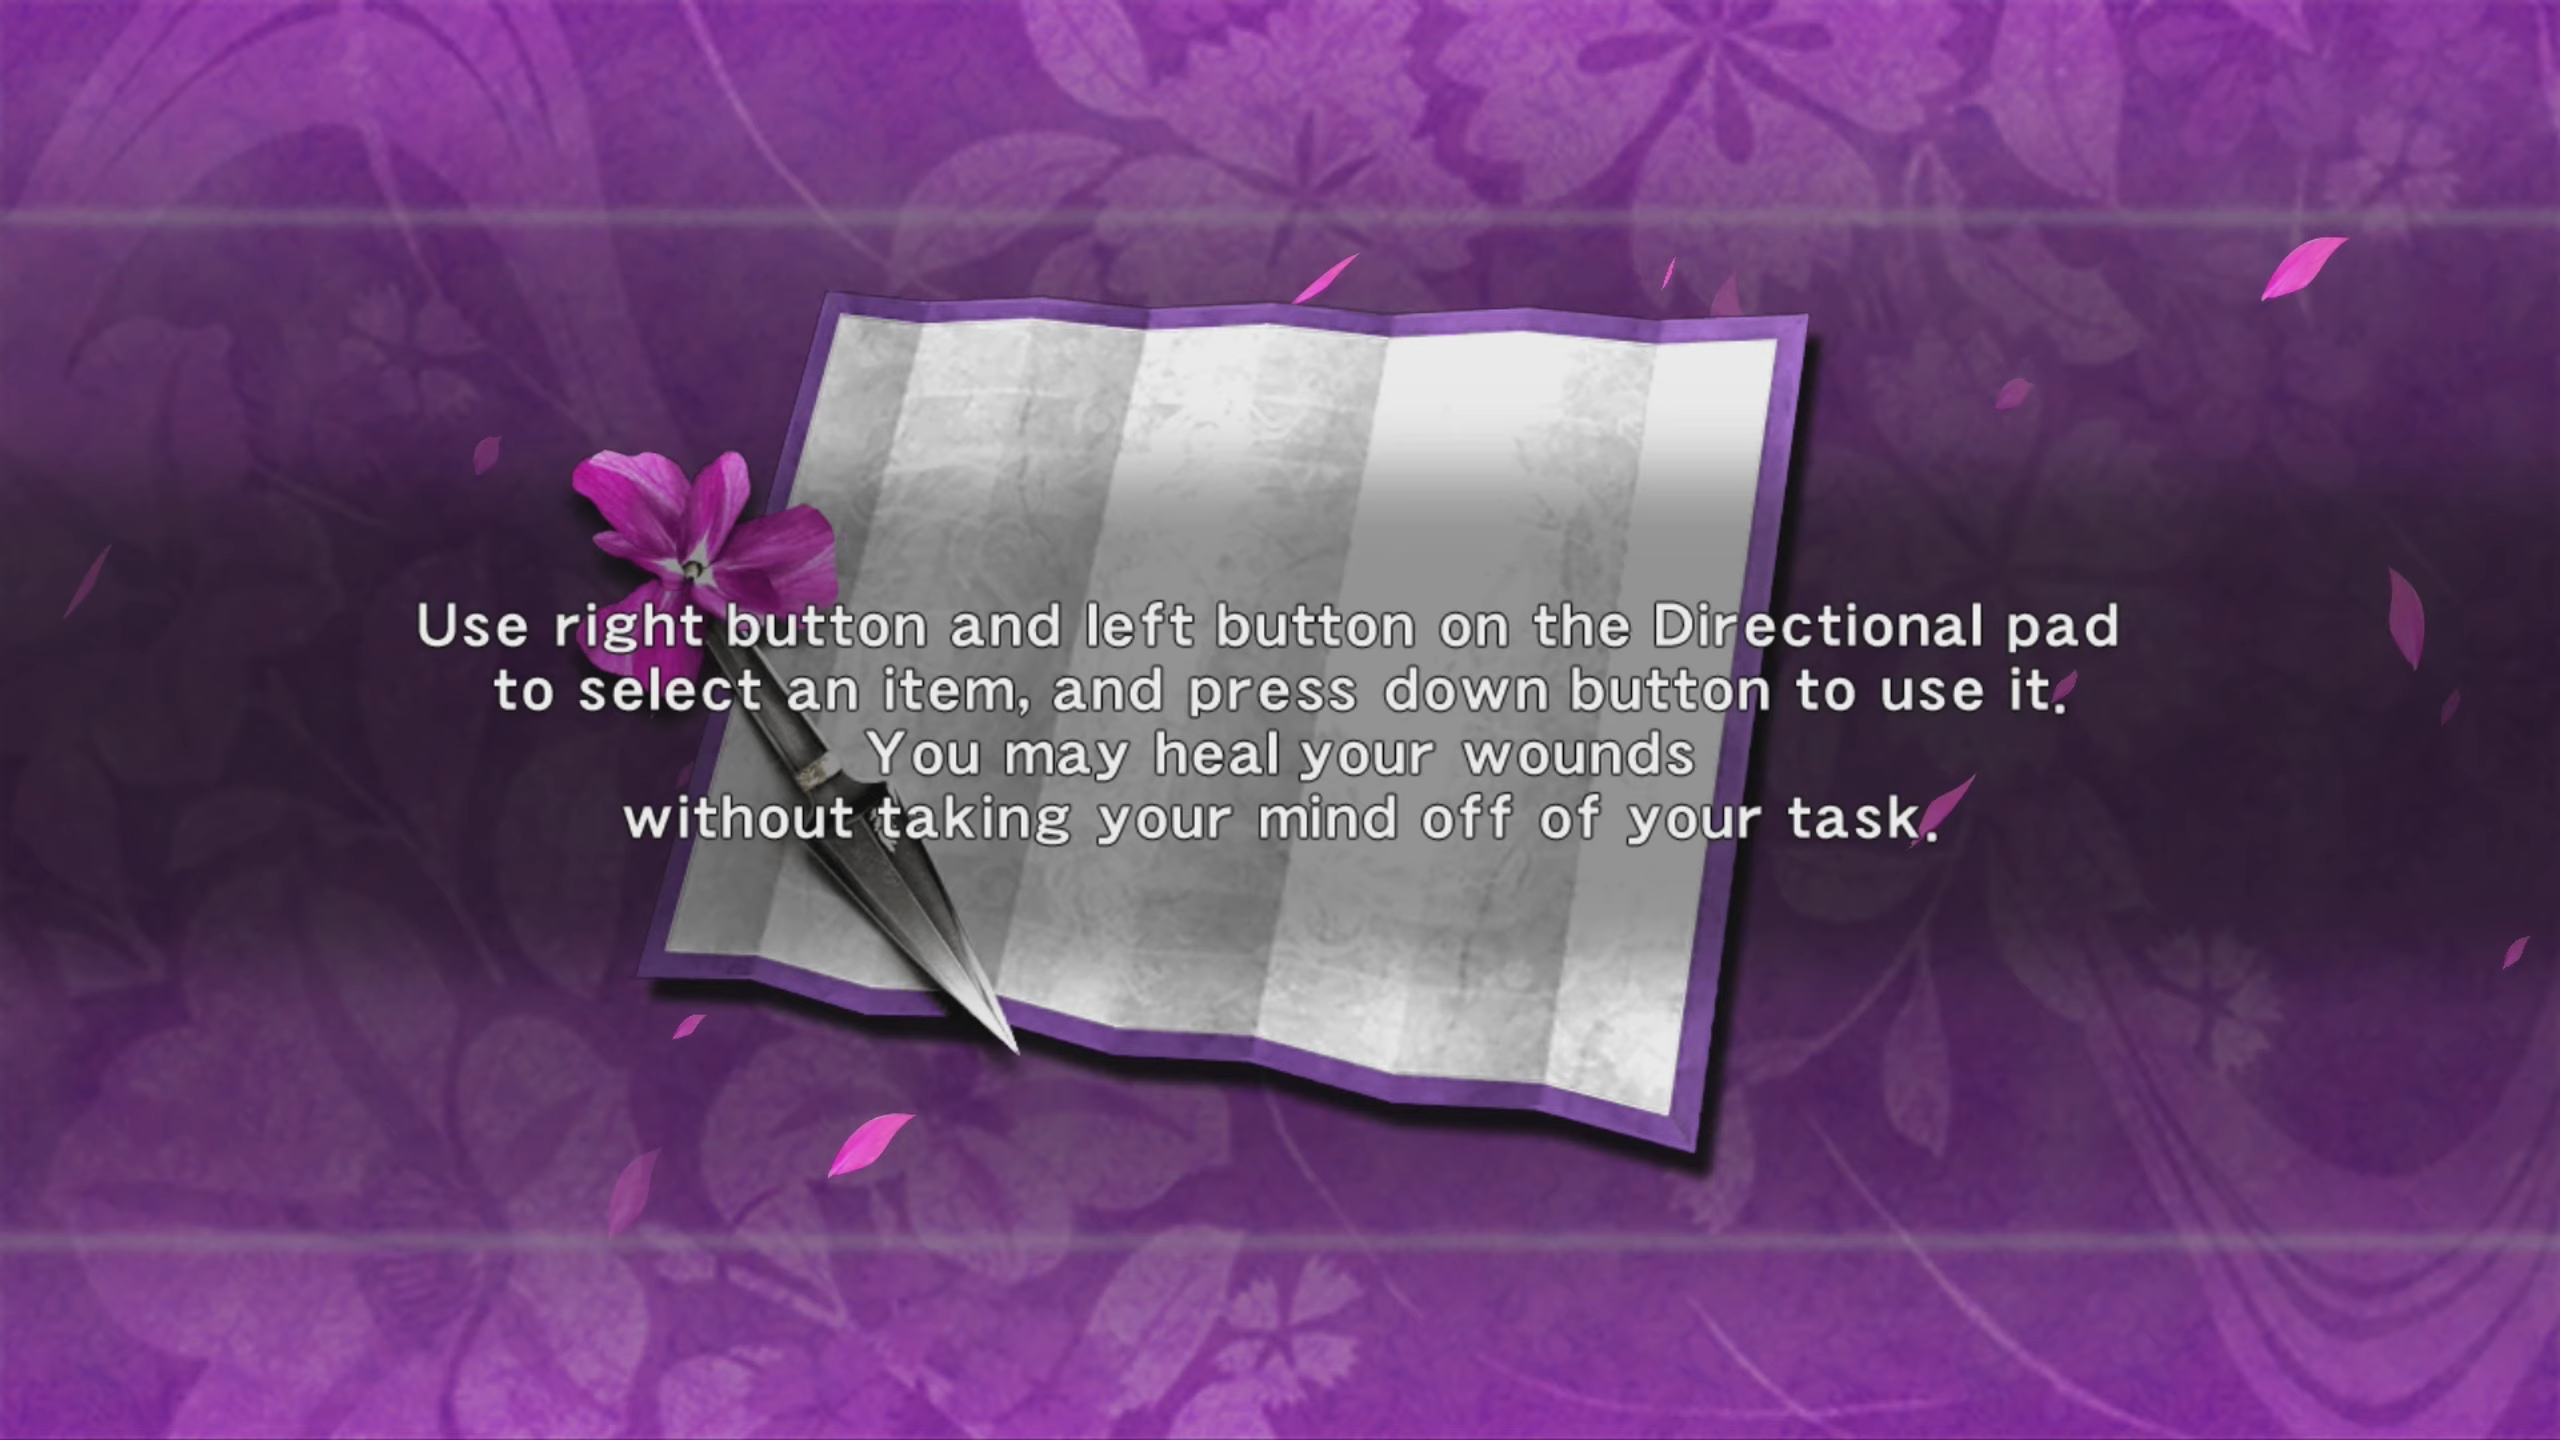 Use right button and left button on the Directional pad
to select an item, and press down button to use it.
You may heal your wounds
without taking your mind off of your task.